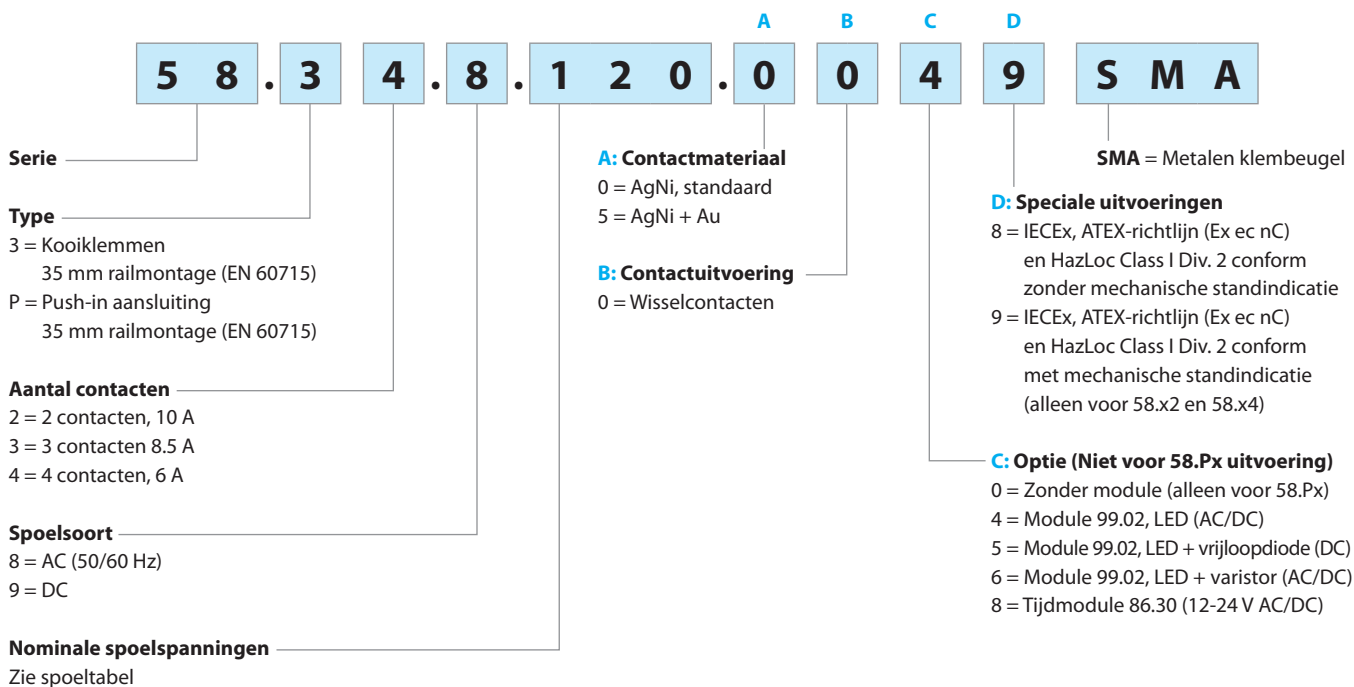 A B C D
5 8 . 3 4 . 8 . 1 2 0 . 0 0 4 9 S M A
Serie
Type
3 = Kooiklemmen
35 mm railmontage (EN 60715)
P = Push-in aansluiting
35 mm railmontage (EN 60715)
Aantal contacten
2 = 2 contacten, 10 A
3 = 3 contacten 8.5 A
4 = 4 contacten, 6 A
Spoelsoort
8 = AC (50/60 Hz)
9 = DC
Nominale spoelspanningen
Zie spoeltabel
A: Contactmateriaal
0 = AgNi, standaard
5 = AgNi + Au
B: Contactuitvoering
0 = Wisselcontacten
SMA = Metalen klembeugel
D: Speciale uitvoeringen
8 = IECEx, ATEX-richtlijn (Ex ec nC)
en HazLoc Class I Div. 2 conform
zonder mechanische standindicatie
9 = IECEx, ATEX-richtlijn (Ex ec nC)
en HazLoc Class I Div. 2 conform
met mechanische standindicatie
(alleen voor 58.x2 en 58.x4)
C: Optie (Niet voor 58.Px uitvoering)
0 = Zonder module (alleen voor 58.Px)
4 = Module 99.02, LED (AC/DC)
5 = Module 99.02, LED + vrijloopdiode (DC)
6 = Module 99.02, LED + varistor (AC/DC)
8 = Tijdmodule 86.30 (12-24 V AC/DC)